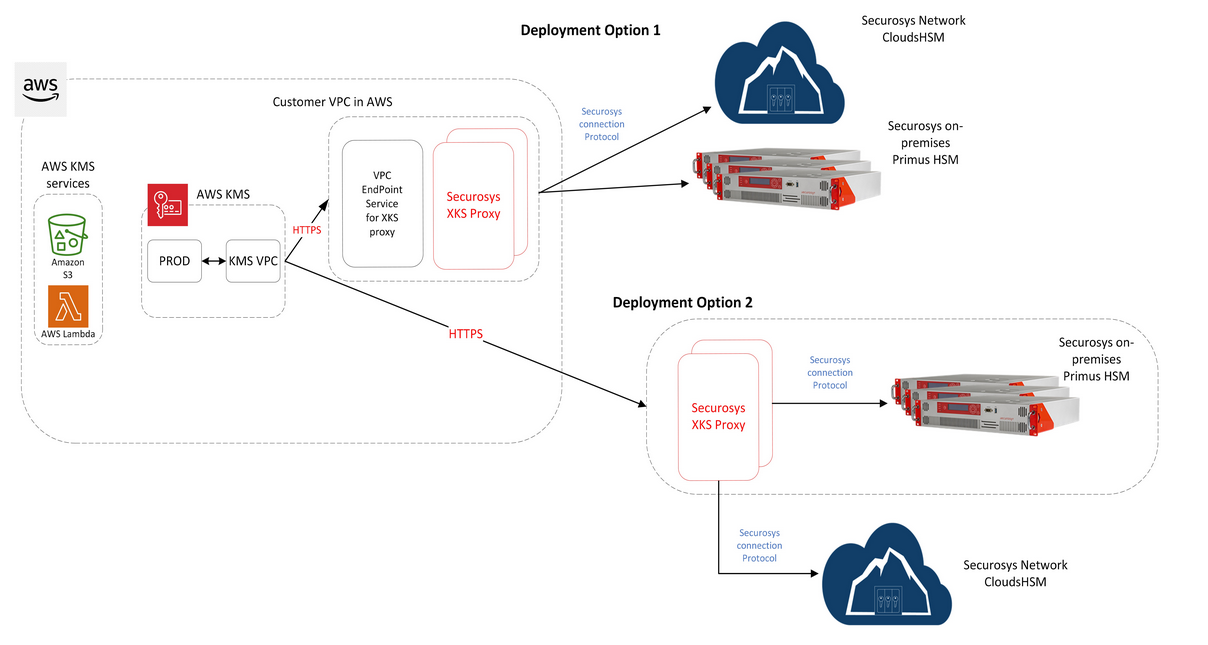 Deployment Option 1
Securosys Network
CloudsHSM
aws
Customer VPC in AWS
Securosys
connection
Protocol
Securosys on-
premises
Primus HSM
AWS KMS
services
Amazon
S3
AWS Lambda
AWS KMS
PROD
KMS VPC
HTTPS
VPC
EndPoint
Service
for XKS
proxy
Securosys
XKS Proxy
HTTPS
Deployment Option 2
Securosys
XKS Proxy
Securosys
connection
Protocol
Securosys on-
premises
Primus HSM
Securosys
connection
Protocol
Securosys Network
CloudsHSM